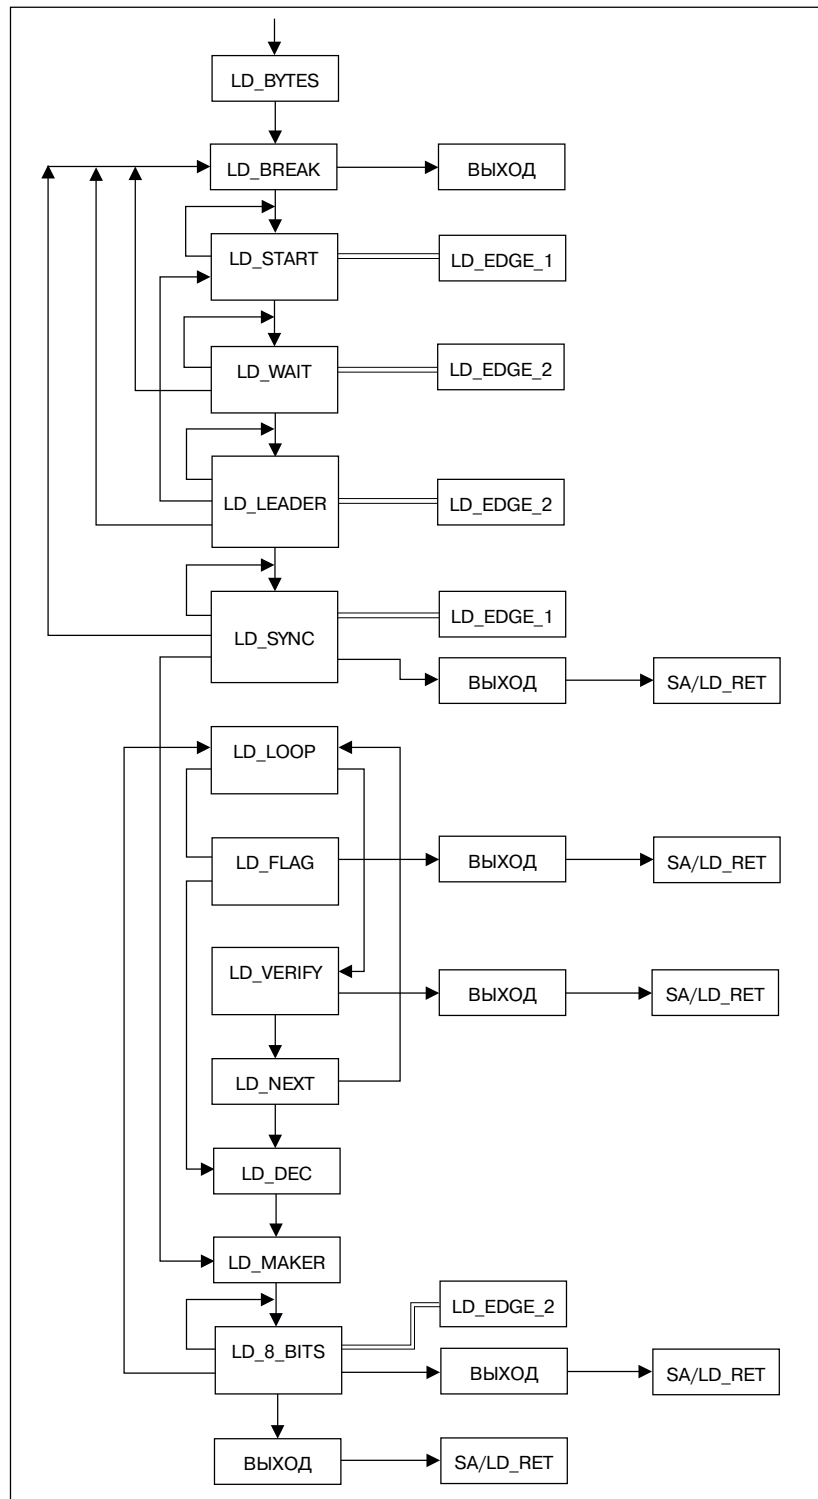 LD_BYTES
LD_BREAK
ВЫХОД
LD_START
LD_EDGE_1
LD_WAIT
LD_EDGE_2
LD_LEADER
LD_EDGE_2
LD_SYNC
LD_EDGE_1
ВЫХОД
SA/LD_RET
LD_LOOP
LD_FLAG
ВЫХОД
SA/LD_RET
LD_VERIFY
ВЫХОД
SA/LD_RET
LD_NEXT
LD_DEC
LD_MAKER
LD_EDGE_2
LD_8_BITS
ВЫХОД
SA/LD_RET
ВЫХОД
SA/LD_RET